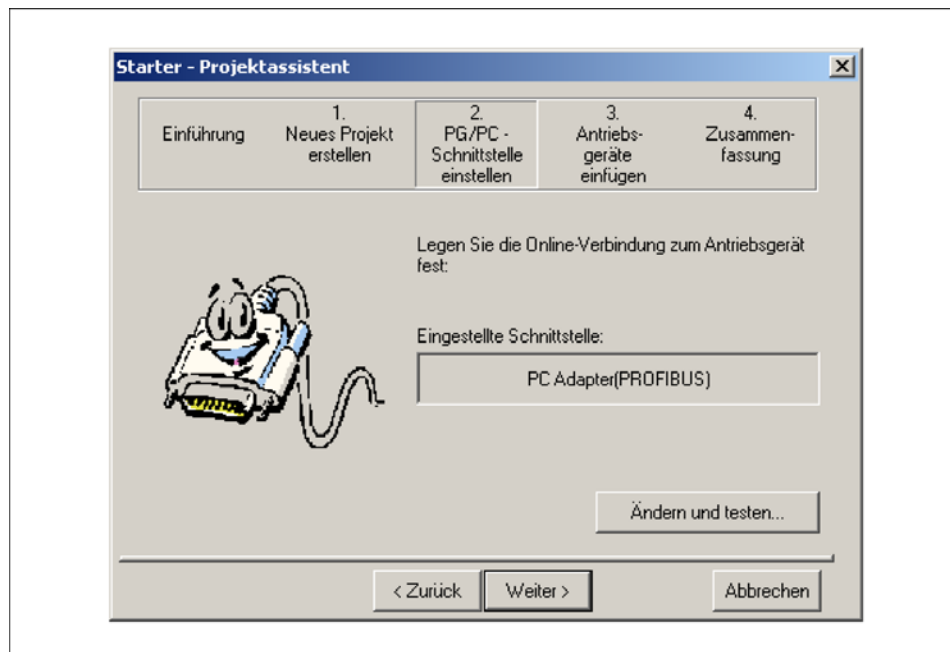 Starter - Projektassistent
Einführung
1.
Neues Projekt
erstellen
2.
PG/PC -
Schnittstelle
einstellen
3.
Antriebs-
geräte
einfügen
4.
Zusammen-
fassung
Legen Sie die Online-Verbindung zum Antriebsgerät
fest:
Eingestellte Schnittstelle:
PC Adapter(PROFIBUS)
Ändern und testen...
< Zurück
Weiter >
Abbrechen